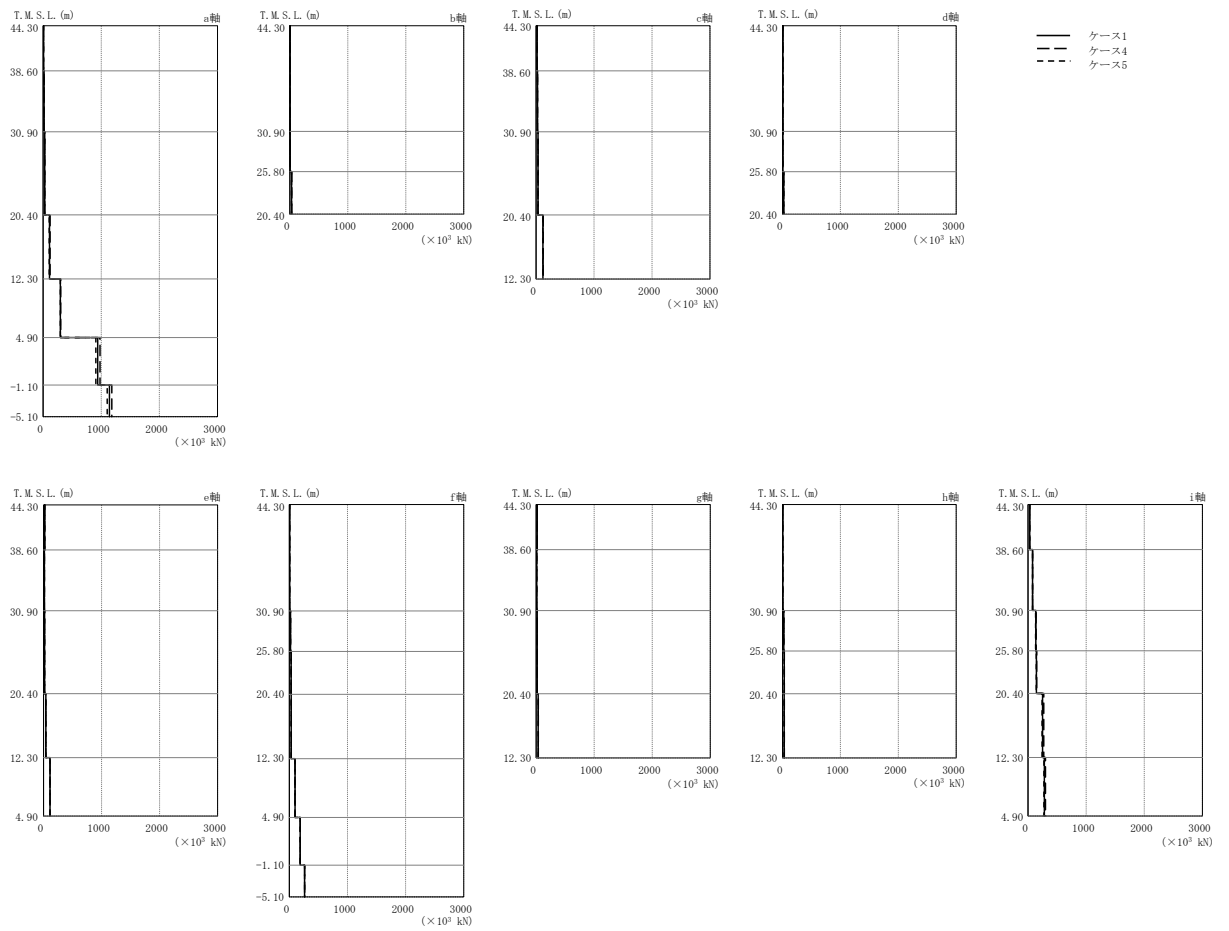 T.M.S.L.(m) a軸
44.30
38.60
30.90
20.40
12.30
4.90
-1.10
-5.10
0 1000 2000 3000
(×10³ kN)
T.M.S.L.(m) b軸
44.30
30.90
25.80
20.40
0 1000 2000 3000
(×10³ kN)
T.M.S.L.(m) c軸
44.30
38.60
30.90
20.40
12.30
0 1000 2000 3000
(×10³ kN)
T.M.S.L.(m) d軸
44.30
30.90
25.80
20.40
0 1000 2000 3000
(×10³ kN)
ケース1
ケース4
ケース5
T.M.S.L.(m) e軸
44.30
38.60
30.90
20.40
12.30
4.90
0 1000 2000 3000
(×10³ kN)
T.M.S.L.(m) f軸
44.30
30.90
25.80
20.40
12.30
4.90
-1.10
-5.10
0 1000 2000 3000
(×10³ kN)
T.M.S.L.(m) g軸
44.30
38.60
30.90
20.40
12.30
0 1000 2000 3000
(×10³ kN)
T.M.S.L.(m) h軸
44.30
30.90
25.80
20.40
12.30
0 1000 2000 3000
(×10³ kN)
T.M.S.L.(m) i軸
44.30
38.60
30.90
25.80
20.40
12.30
4.90
0 1000 2000 3000
(×10³ kN)